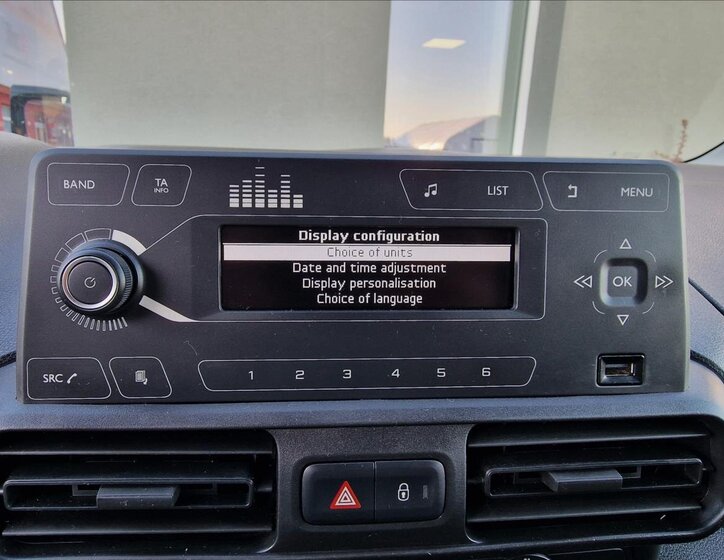 BAND
TA
INFO
LIST
MENU
Display configuration
Choice of units
Date and time adjustment
Display personalisation
Choice of language
OK
SRC
1 2 3 4 5 6